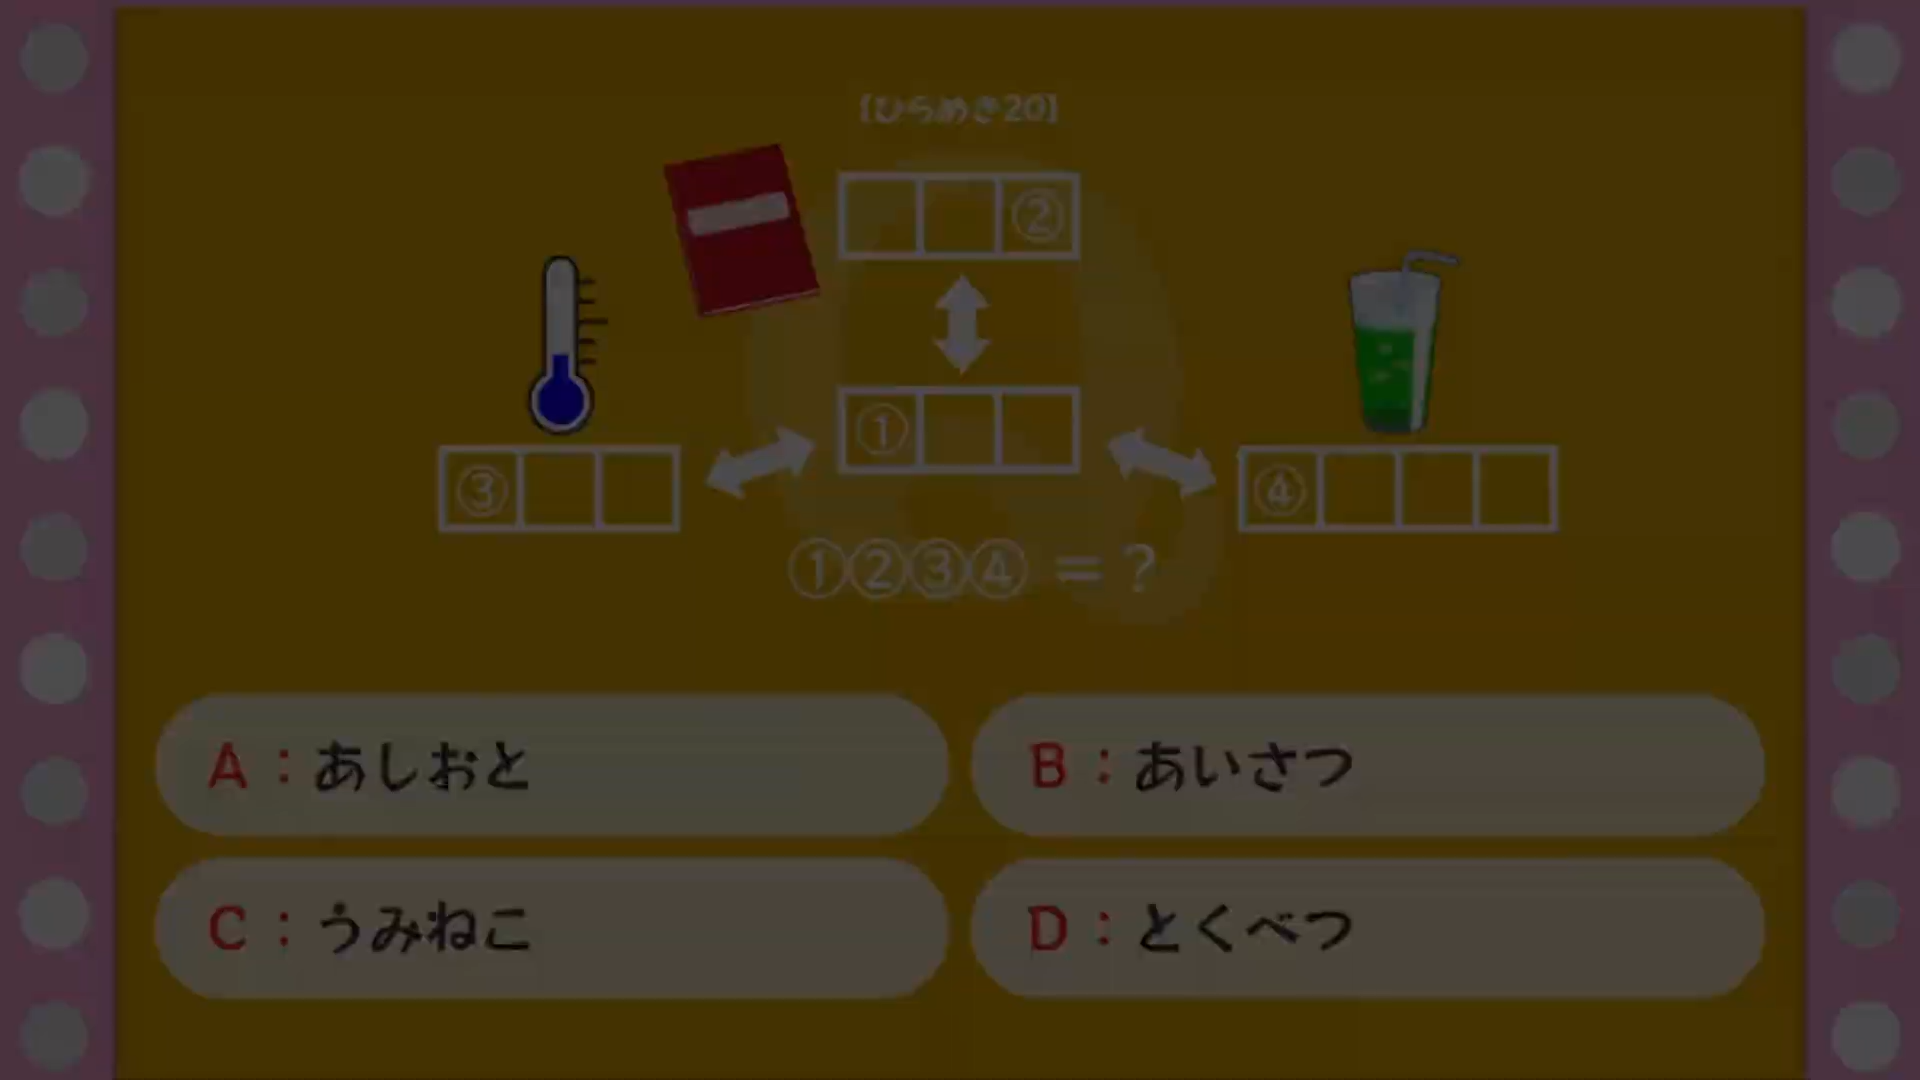 【ひらめき20】
②
①
③
④
①②③④ = ?
A：あしおと
B：あいさつ
C：うみねこ
D：とくべつ